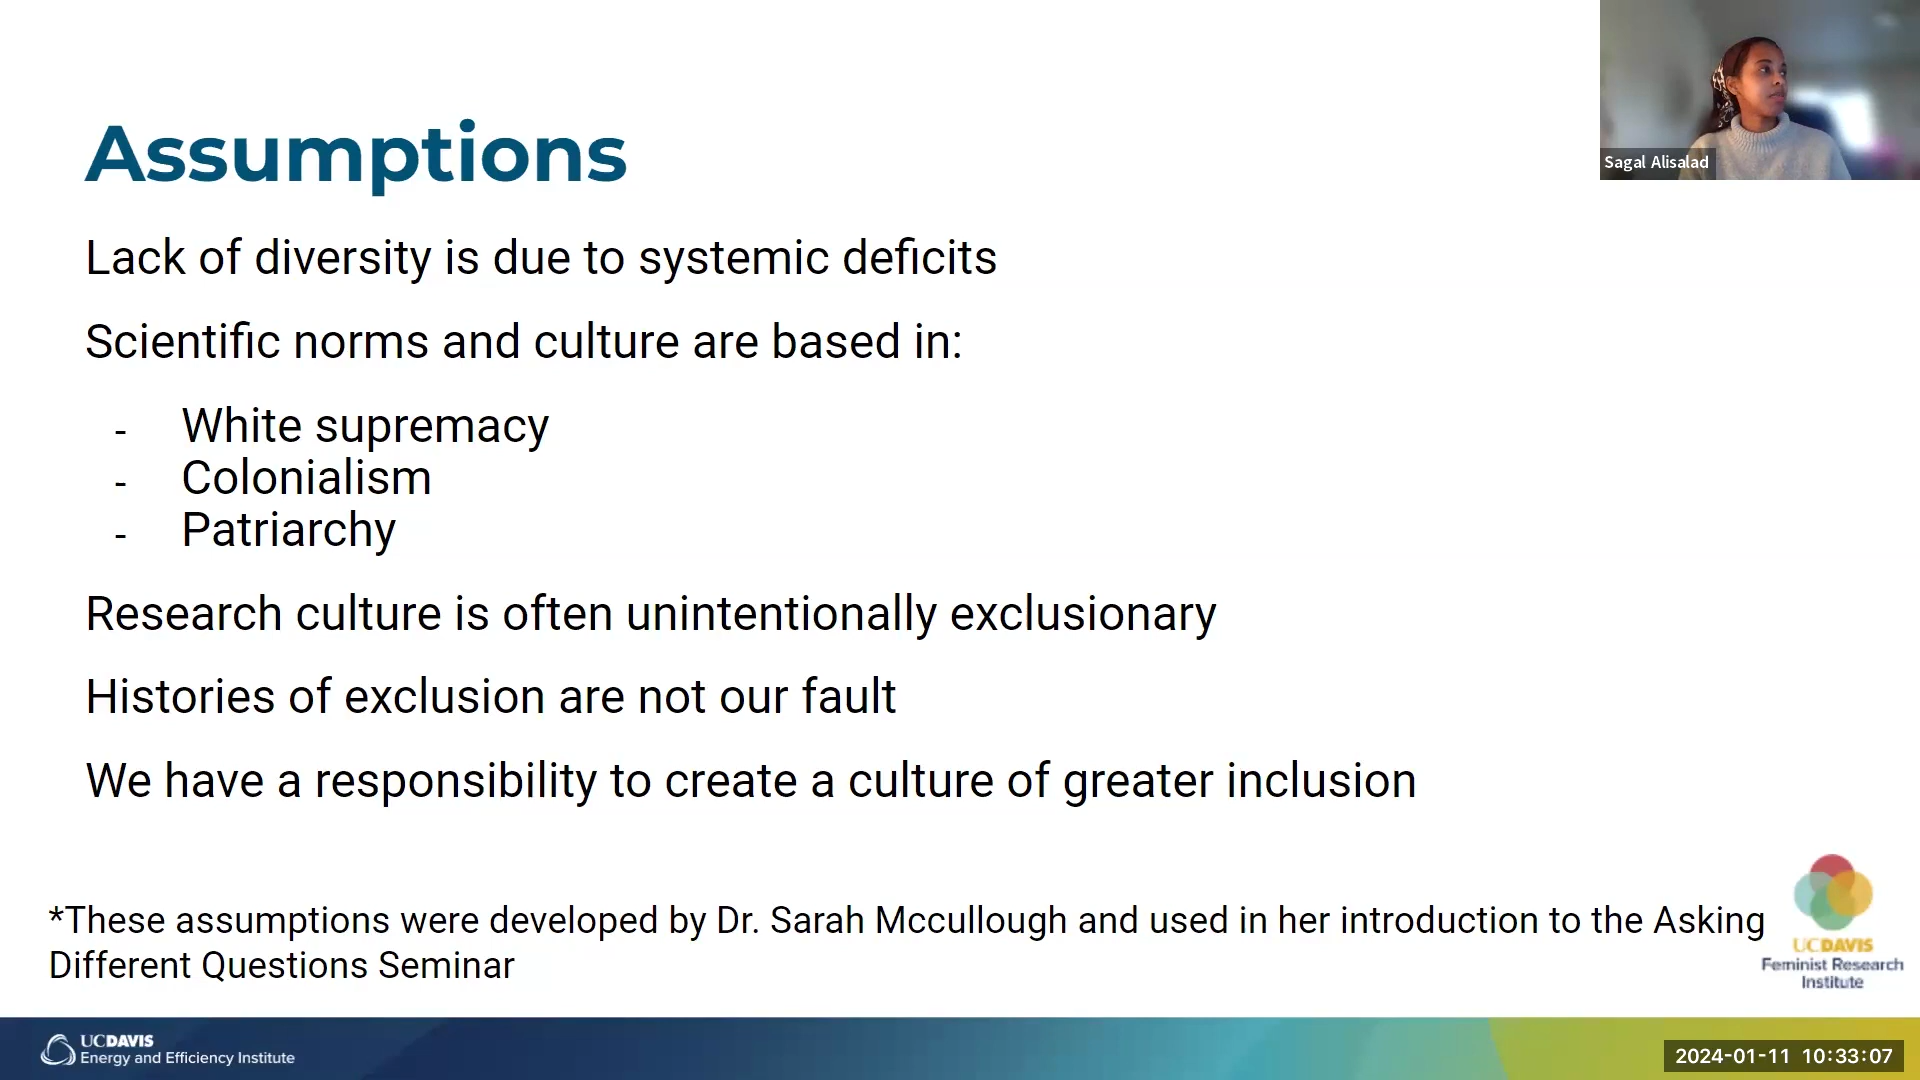 Sagal Alisalad
Assumptions
Lack of diversity is due to systemic deficits
Scientific norms and culture are based in:
- White supremacy
- Colonialism
- Patriarchy
Research culture is often unintentionally exclusionary
Histories of exclusion are not our fault
We have a responsibility to create a culture of greater inclusion
*These assumptions were developed by Dr. Sarah Mccullough and used in her introduction to the Asking
Different Questions Seminar
UCDAVIS
Feminist Research
Institute
UCDAVIS
Energy and Efficiency Institute
2024-01-11 10:33:07